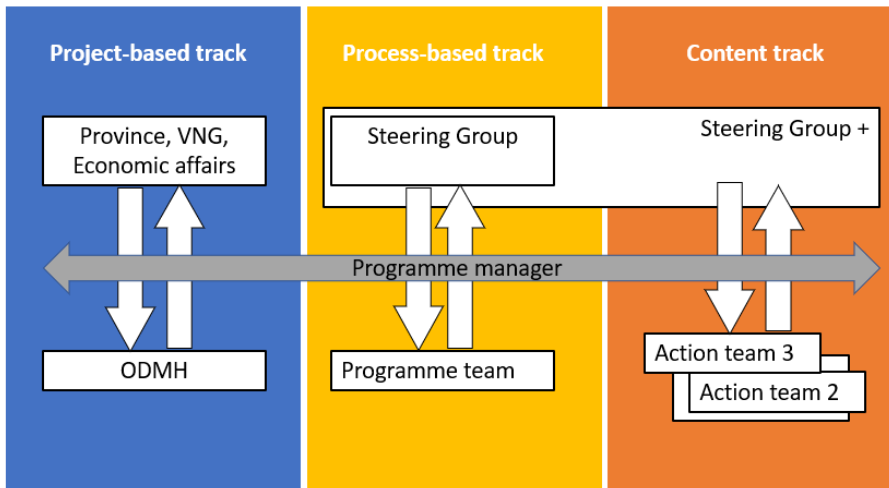 Project-based track
Process-based track
Content track
Province, VNG,
Economic affairs
Steering Group
Steering Group +
Programme manager
ODMH
Programme team
Action team 3
Action team 2